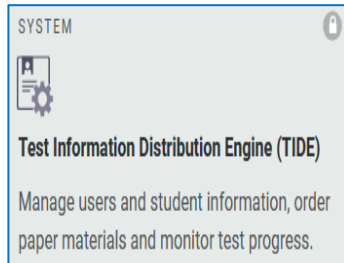 SYSTEM
Test Information Distribution Engine (TIDE)
Manage users and student information, order
paper materials and monitor test progress.